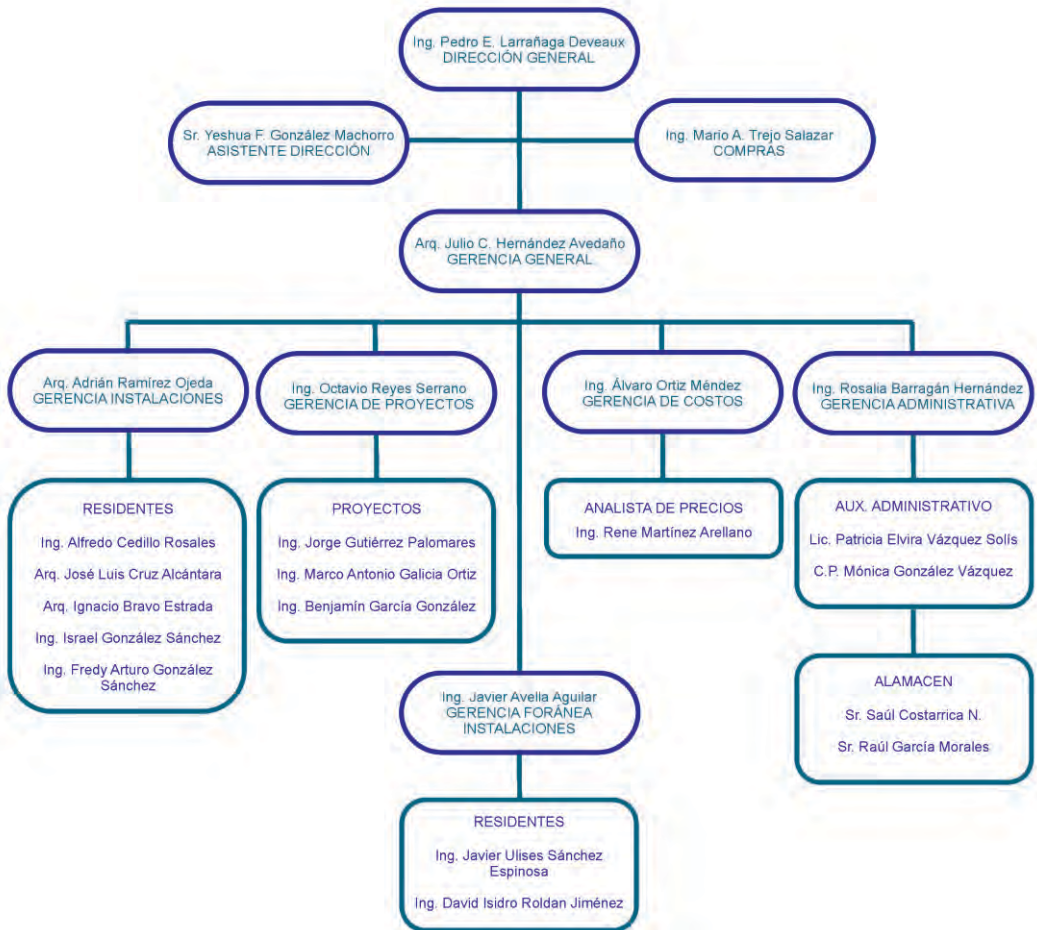 Ing. Pedro E. Larrañaga Deveaux
DIRECCIÓN GENERAL
Sr. Yeshua F. González Machorro
ASISTENTE DIRECCIÓN
Ing. Mario A. Trejo Salazar
COMPRAS
Arq. Julio C. Hernández Avedaño
GERENCIA GENERAL
Arq. Adrián Ramírez Ojeda
GERENCIA INSTALACIONES
Ing. Octavio Reyes Serrano
GERENCIA DE PROYECTOS
Ing. Álvaro Ortiz Méndez
GERENCIA DE COSTOS
Ing. Rosalia Barragán Hernández
GERENCIA ADMINISTRATIVA
RESIDENTES
Ing. Alfredo Cedillo Rosales
Arq. José Luis Cruz Alcántara
Arq. Ignacio Bravo Estrada
Ing. Israel González Sánchez
Ing. Fredy Arturo González
Sánchez
PROYECTOS
Ing. Jorge Gutiérrez Palomares
Ing. Marco Antonio Galicia Ortiz
Ing. Benjamín García González
ANALISTA DE PRECIOS
Ing. Rene Martínez Arellano
AUX. ADMINISTRATIVO
Lic. Patricia Elvira Vázquez Solís
C.P. Mónica González Vázquez
ALAMACEN
Sr. Saúl Costarrica N.
Sr. Raúl García Morales
Ing. Javier Avella Aguilar
GERENCIA FORÁNEA
INSTALACIONES
RESIDENTES
Ing. Javier Ulises Sánchez
Espinosa
Ing. David Isidro Roldan Jiménez